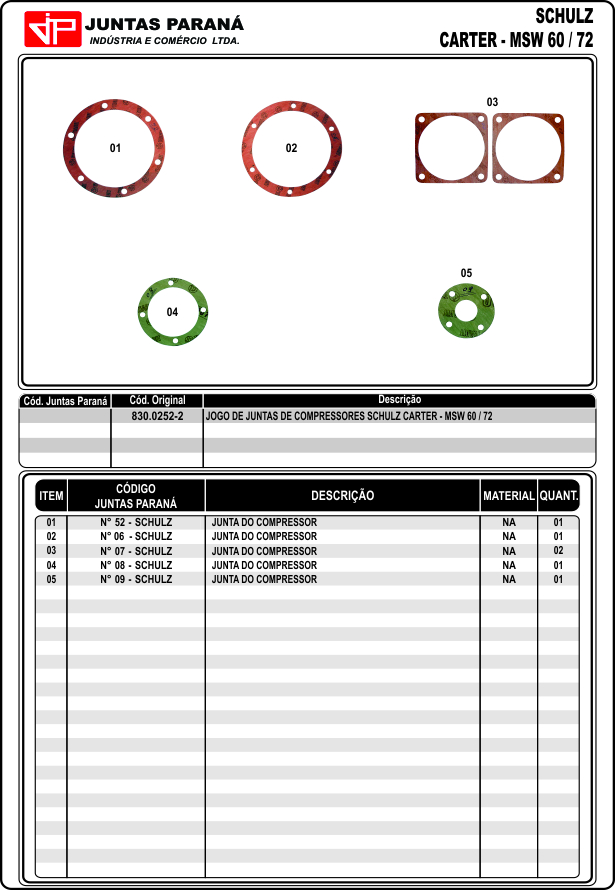 JP JUNTAS PARANÁ
INDÚSTRIA E COMÉRCIO LTDA.
SCHULZ
CARTER - MSW 60 / 72
01
02
03
04
05
Cód. Juntas Paraná Cód. Original Descrição
830.0252-2 JOGO DE JUNTAS DE COMPRESSORES SCHULZ CARTER - MSW 60 / 72
ITEM CÓDIGO JUNTAS PARANÁ DESCRIÇÃO MATERIAL QUANT.
01 N° 52 - SCHULZ JUNTA DO COMPRESSOR NA 01
02 N° 06 - SCHULZ JUNTA DO COMPRESSOR NA 01
03 N° 07 - SCHULZ JUNTA DO COMPRESSOR NA 02
04 N° 08 - SCHULZ JUNTA DO COMPRESSOR NA 01
05 N° 09 - SCHULZ JUNTA DO COMPRESSOR NA 01